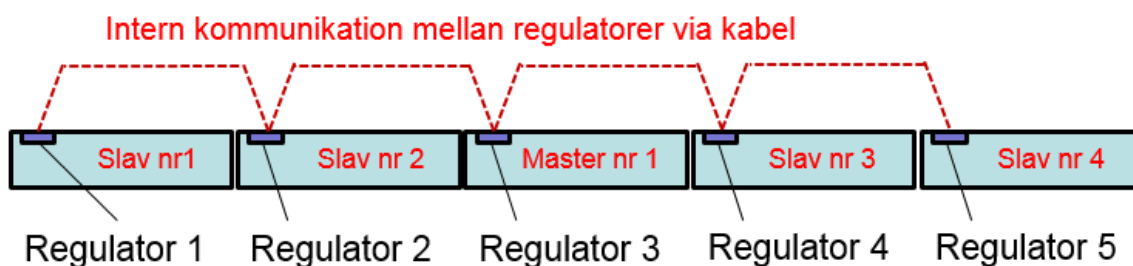 Intern kommunikation mellan regulatorer via kabel
Slav nr1 Slav nr 2 Master nr 1 Slav nr 3 Slav nr 4
Regulator 1 Regulator 2 Regulator 3 Regulator 4 Regulator 5